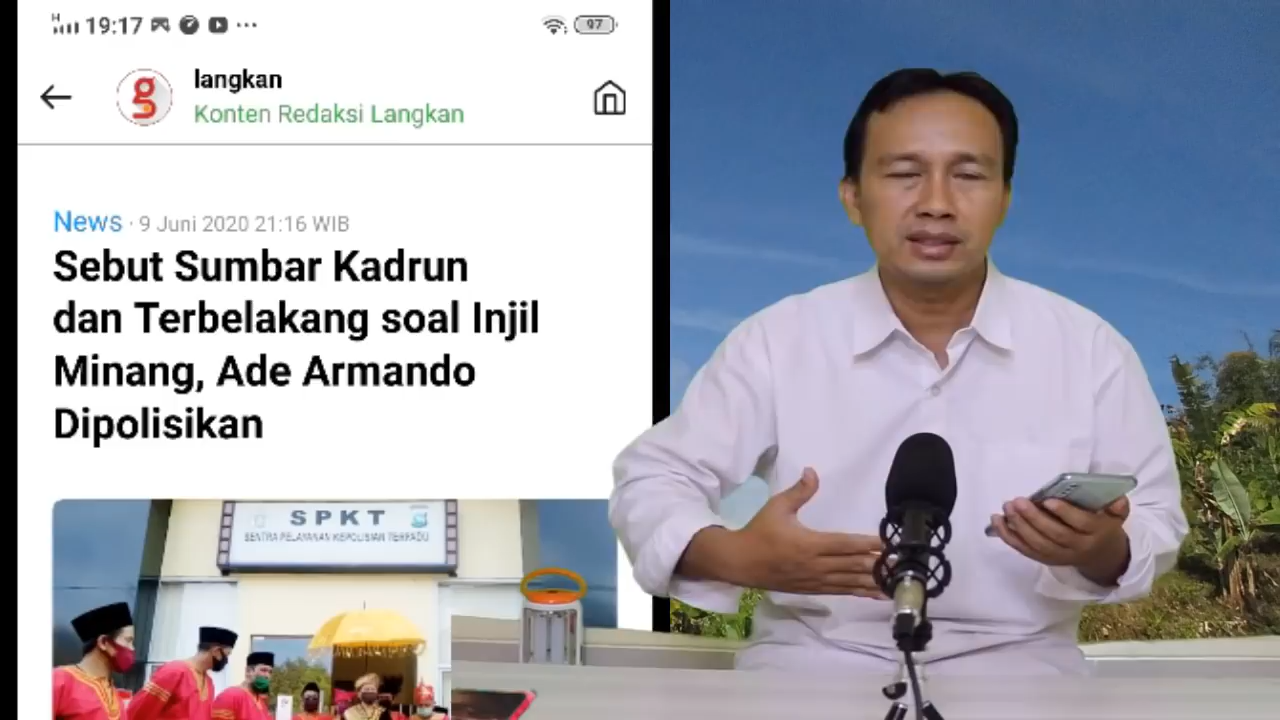 H
19:17
97
langkan
Konten Redaksi Langkan
News · 9 Juni 2020 21:16 WIB
Sebut Sumbar Kadrun
dan Terbelakang soal Injil
Minang, Ade Armando
Dipolisikan
SPKT
SENTRA PELAYANAN KEPOLISIAN TERPADU